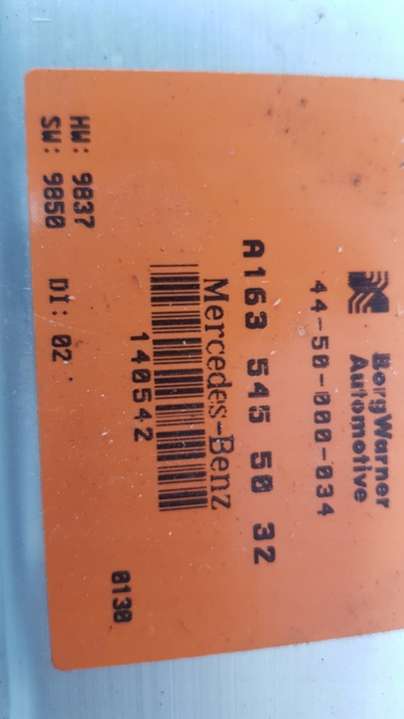 BorgWarner
Automotive
44-50-000-034
A 163 545 50 32
Mercedes-Benz
140542
0130
HW: 9837
SW: 9850 DI: 02